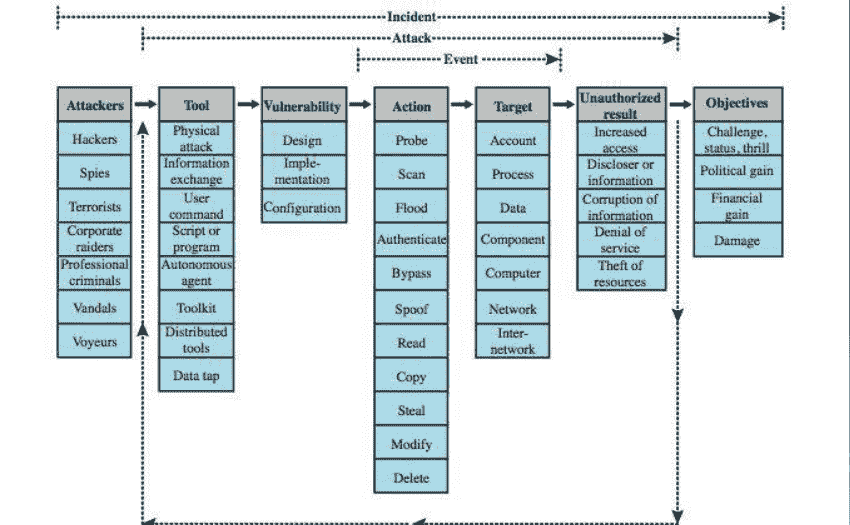 Incident
Attack
Event
Attackers
Hackers
Spies
Terrorists
Corporate
raiders
Professional
criminals
Vandals
Voyeurs
Tool
Physical
attack
Information
exchange
User
command
Script or
program
Autonomous
agent
Toolkit
Distributed
tools
Data tap
Vulnerability
Design
Imple-
mentation
Configuration
Action
Probe
Scan
Flood
Authenticate
Bypass
Spoof
Read
Copy
Steal
Modify
Delete
Target
Account
Process
Data
Component
Computer
Network
Inter-
network
Unauthorized
result
Increased
access
Discloser or
information
Corruption of
information
Denial of
service
Theft of
resources
Objectives
Challenge,
status, thrill
Political gain
Financial
gain
Damage